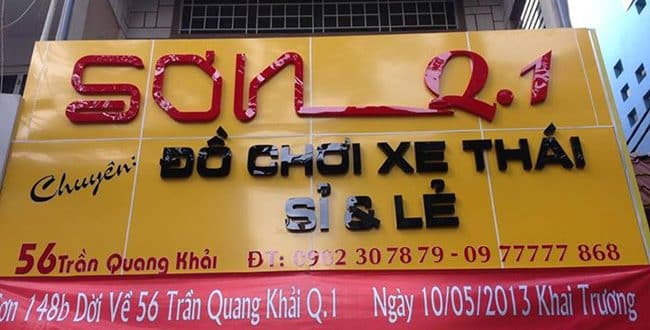 SƠN Q.1
Chuyên: ĐỒ CHƠI XE THÁI
SỈ & LẺ
56 Trần Quang Khải ĐT: 0902 30 78 79 - 09 77777 868
Sơn 148b Dời Về 56 Trần Quang Khải Q.1 Ngày 10/05/2013 Khai Trương